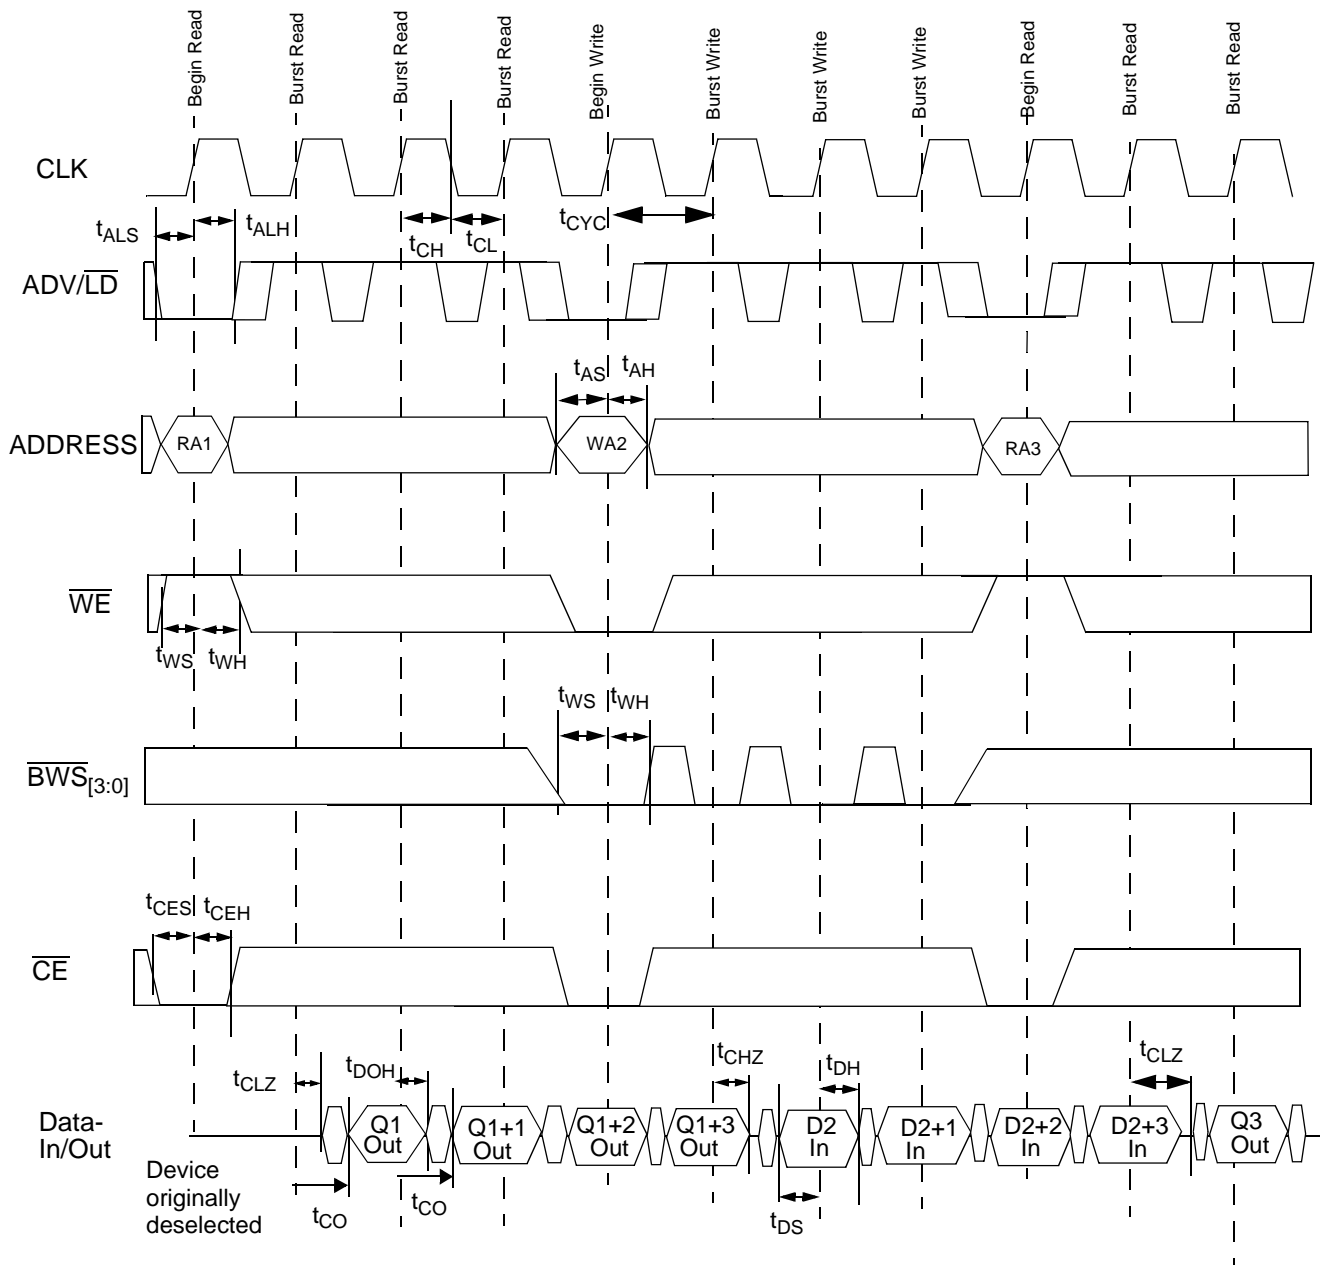 Begin Read
Burst Read
Burst Read
Burst Read
Begin Write
Burst Write
Burst Write
Burst Write
Begin Read
Burst Read
Burst Read
CLK
tALS
tALH
tCH
tCL
tCYC
ADV/LD
tAS
tAH
ADDRESS
RA1
WA2
RA3
WE
tWS
tWH
tWS
tWH
BWS[3:0]
tCES
tCEH
CE
tCLZ
tDOH
tCHZ
tDH
tCLZ
Data-
In/Out
Q1
Out
Q1+1
Out
Q1+2
Out
Q1+3
Out
D2
In
D2+1
In
D2+2
In
D2+3
In
Q3
Out
Device
originally
deselected
tCO
tCO
tDS